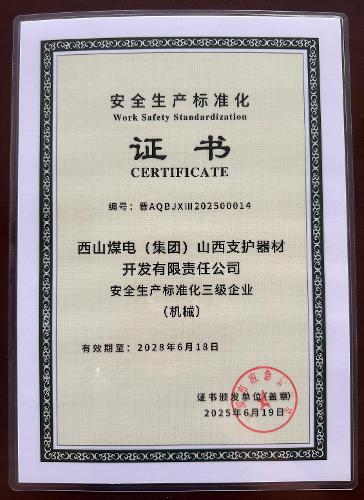 安全生产标准化
Work Safety Standardization
证书
CERTIFICATE
编号：晋AQBJXⅢ202500014
西山煤电（集团）山西支护器材
开发有限责任公司
安全生产标准化三级企业
（机械）
有效期至：2028年6月18日
证书颁发单位(盖章)
2025年6月19日